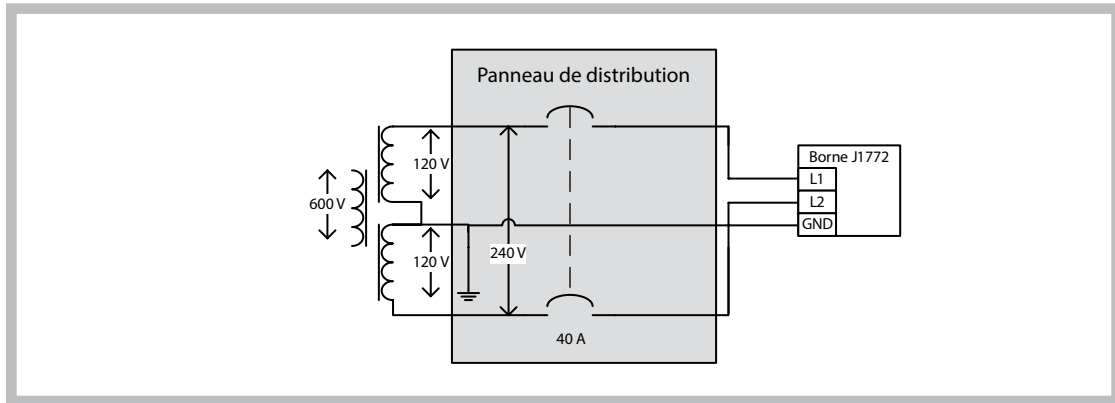 Panneau de distribution
120 V
600 V
120 V
240 V
40 A
Borne J1772
L1
L2
GND